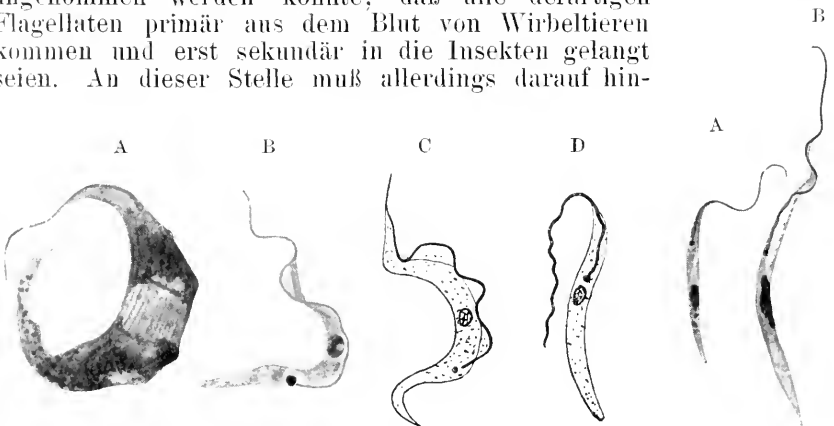 angenommen werden konnte, daß alle derartigen
Flagellaten primär aus dem Blut von Wirbeltieren
kommen und erst sekundär in die Insekten gelangt
seien. An dieser Stelle muß allerdings darauf hin-
B
A
A B C D